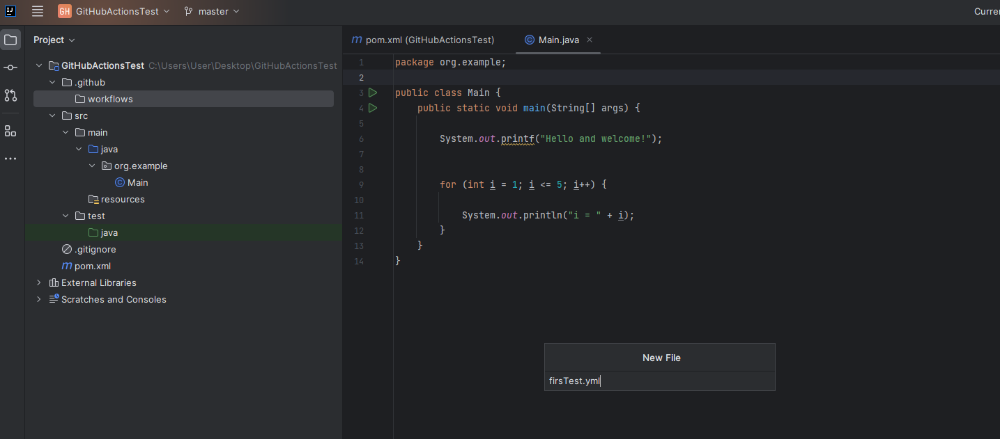 IJ GH GitHubActionsTest master Curre
Project
GitHubActionsTest C:\Users\User\Desktop\GitHubActionsTest
.github
workflows
src
main
java
org.example
C Main
resources
test
java
.gitignore
m pom.xml
External Libraries
Scratches and Consoles
m pom.xml (GitHubActionsTest) C Main.java ×
1 package org.example;
2
3 public class Main {
4 public static void main(String[] args) {
5
6 System.out.printf("Hello and welcome!");
7
8
9 for (int i = 1; i <= 5; i++) {
10
11 System.out.println("i = " + i);
12 }
13 }
14 }
New File
firsTest.yml